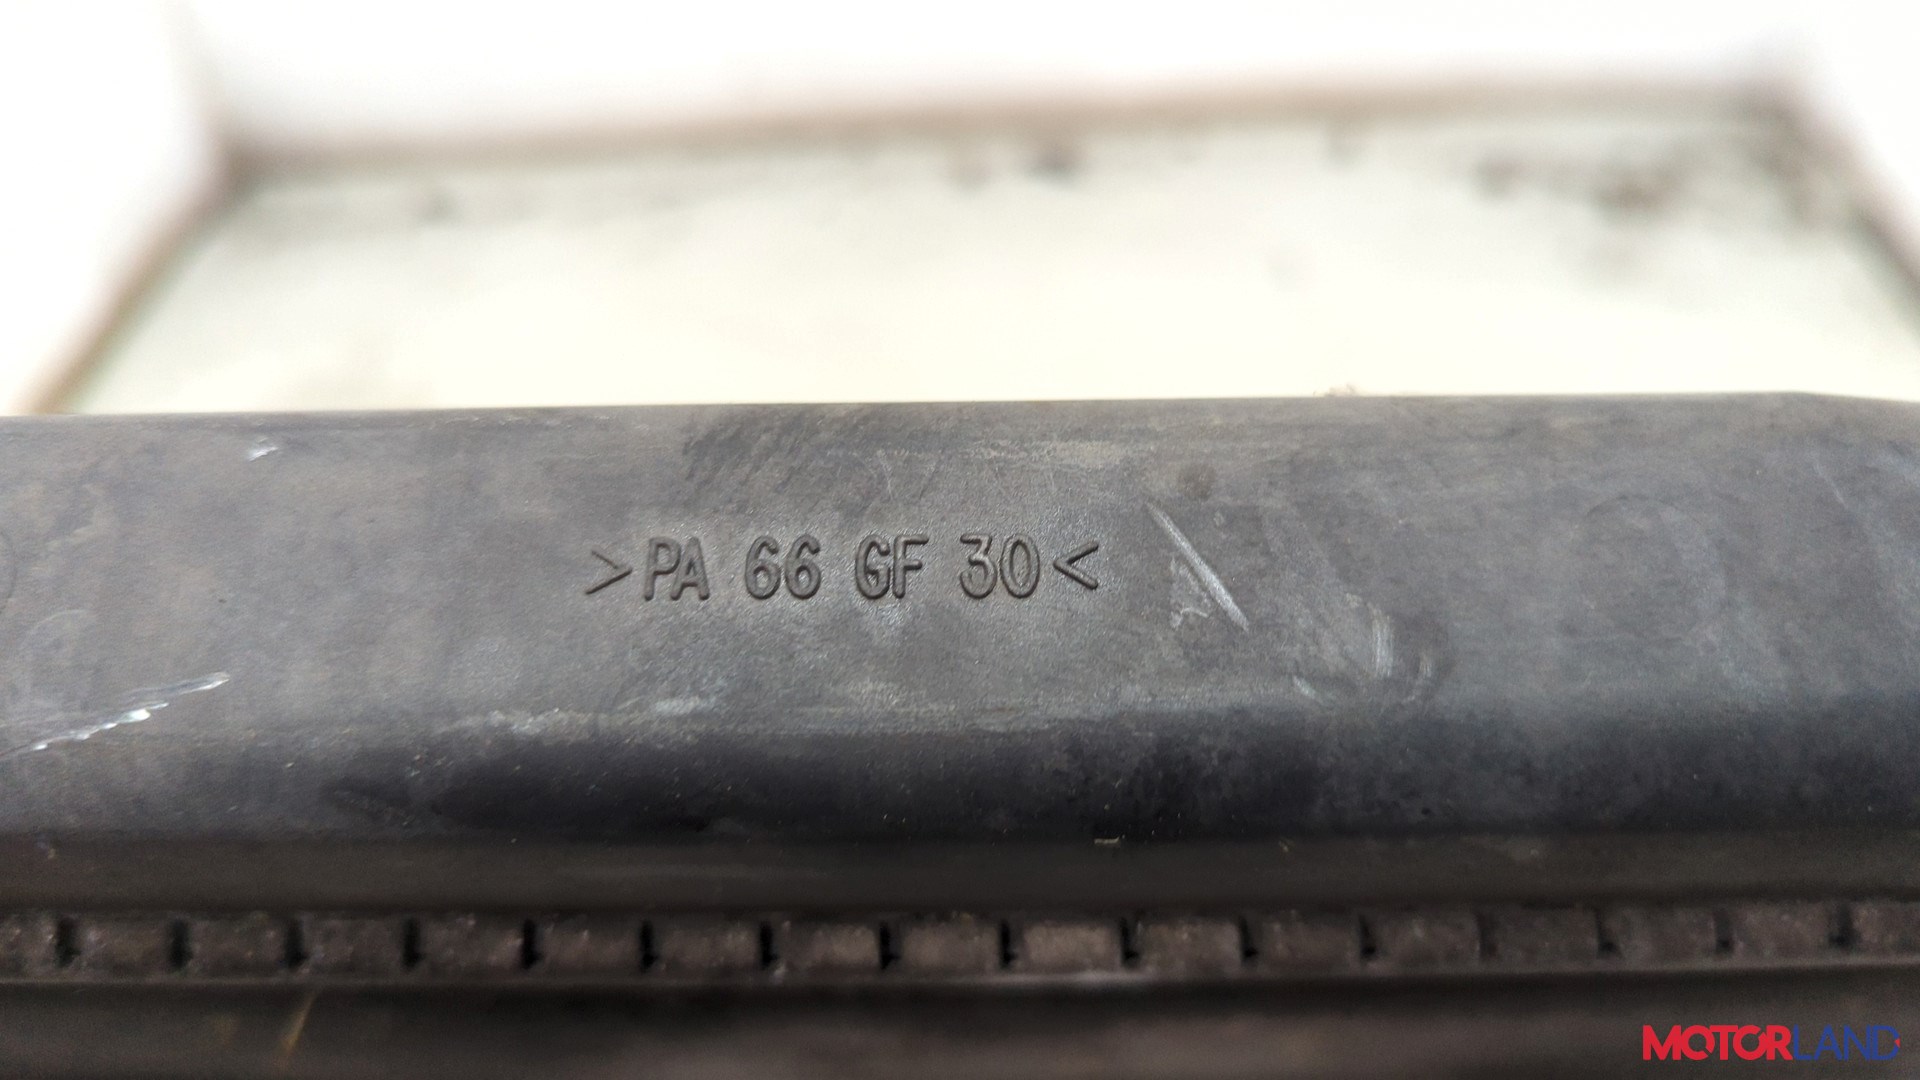 >PA 66 GF 30<
MOTORLAND